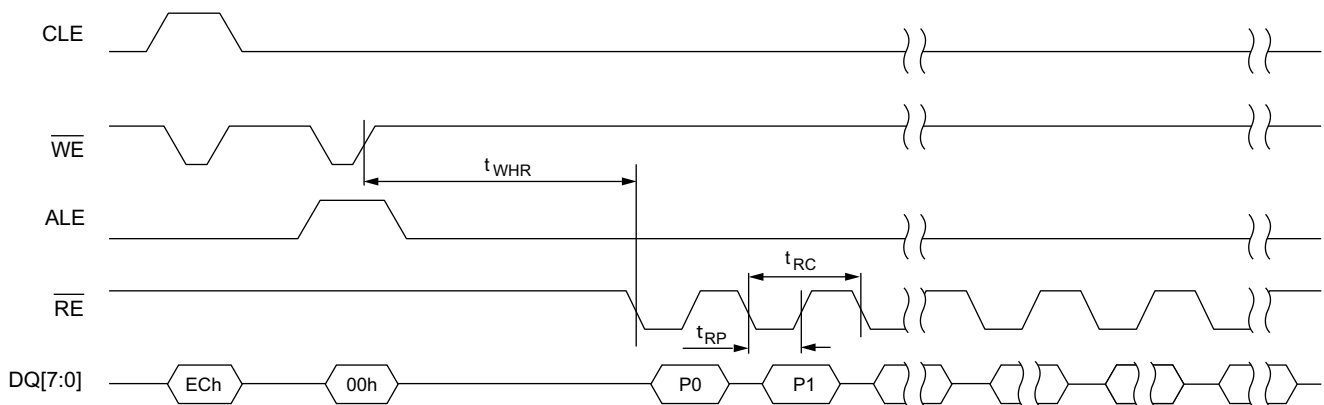 CLE
WE
tWHR
ALE
tRC
RE
tRP
DQ[7:0] ECh 00h P0 P1